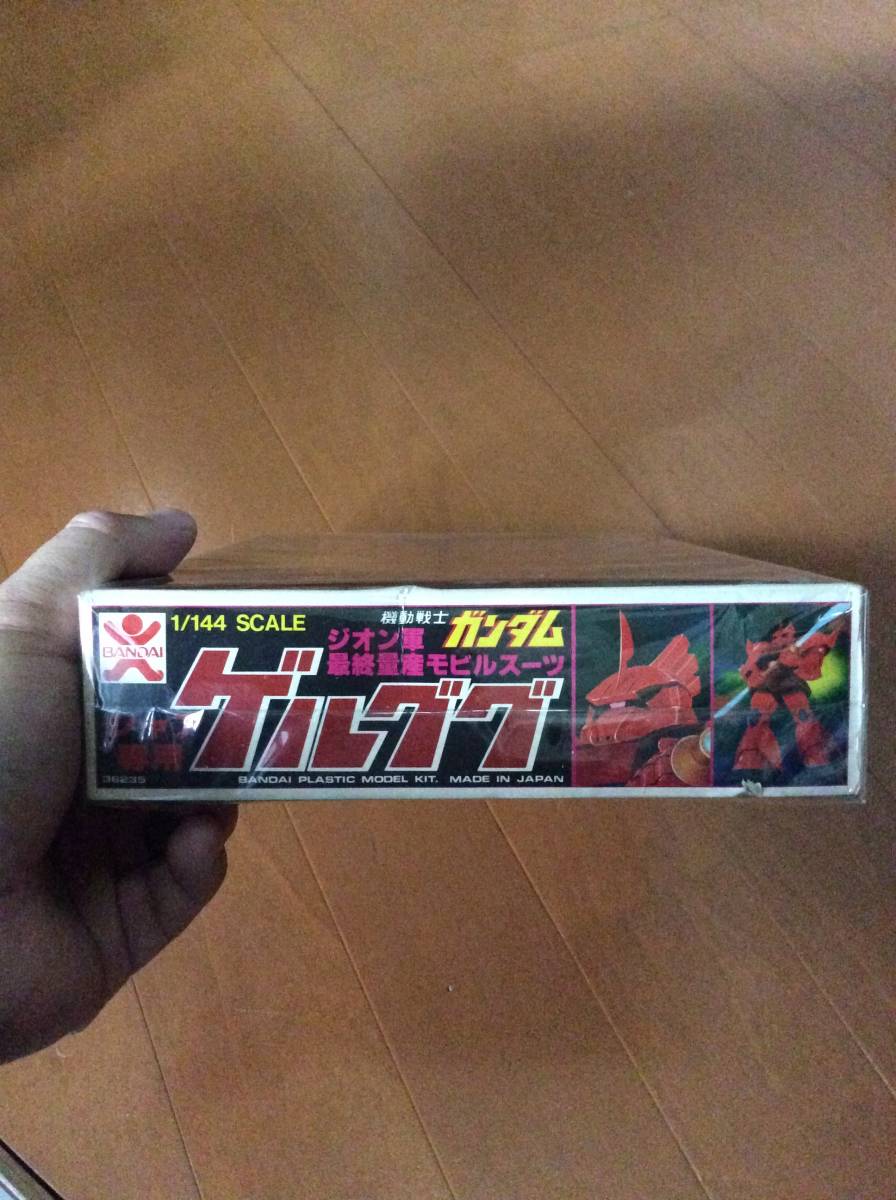 BANDAI
1/144 SCALE
機動戦士 ガンダム
ジオン軍
最終量産モビルスーツ
ゲルググ
36235
BANDAI PLASTIC MODEL KIT. MADE IN JAPAN